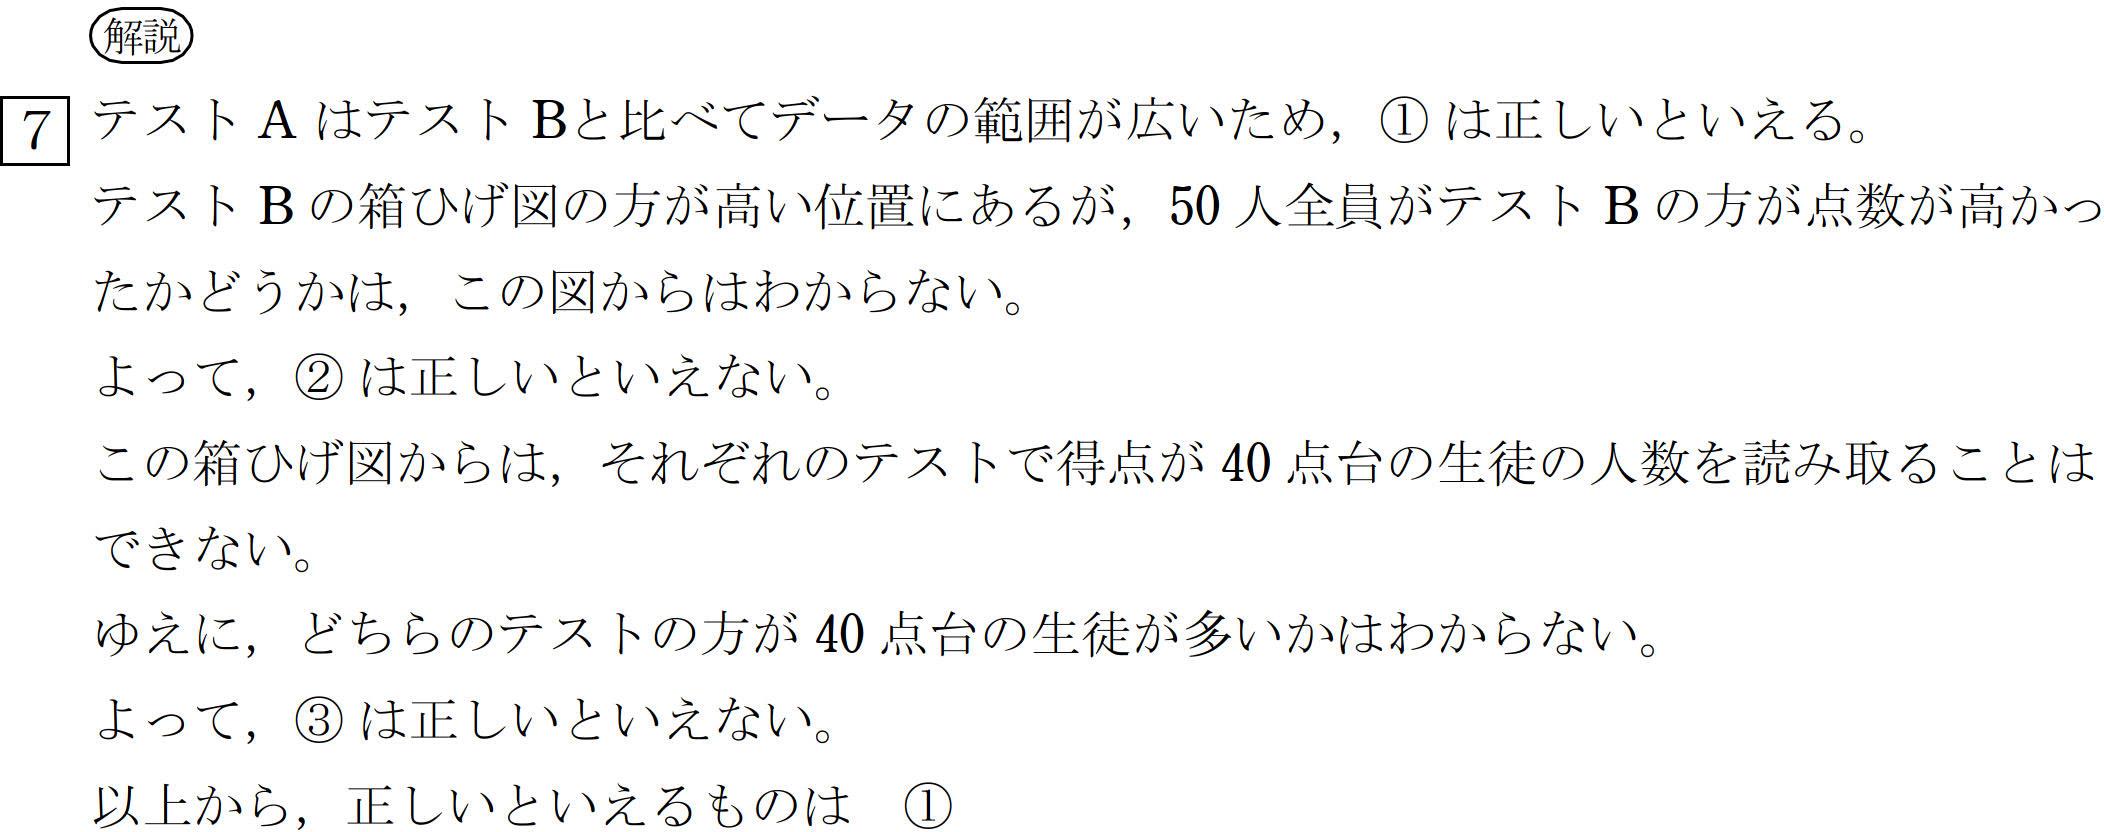 解説
7 テスト A はテスト Bと比べてデータの範囲が広いため，① は正しいといえる。
テスト B の箱ひげ図の方が高い位置にあるが，50 人全員がテスト B の方が点数が高かっ
たかどうかは，この図からはわからない。
よって，② は正しいといえない。
この箱ひげ図からは，それぞれのテストで得点が 40 点台の生徒の人数を読み取ることは
できない。
ゆえに，どちらのテストの方が 40 点台の生徒が多いかはわからない。
よって，③ は正しいといえない。
以上から，正しいといえるものは　①